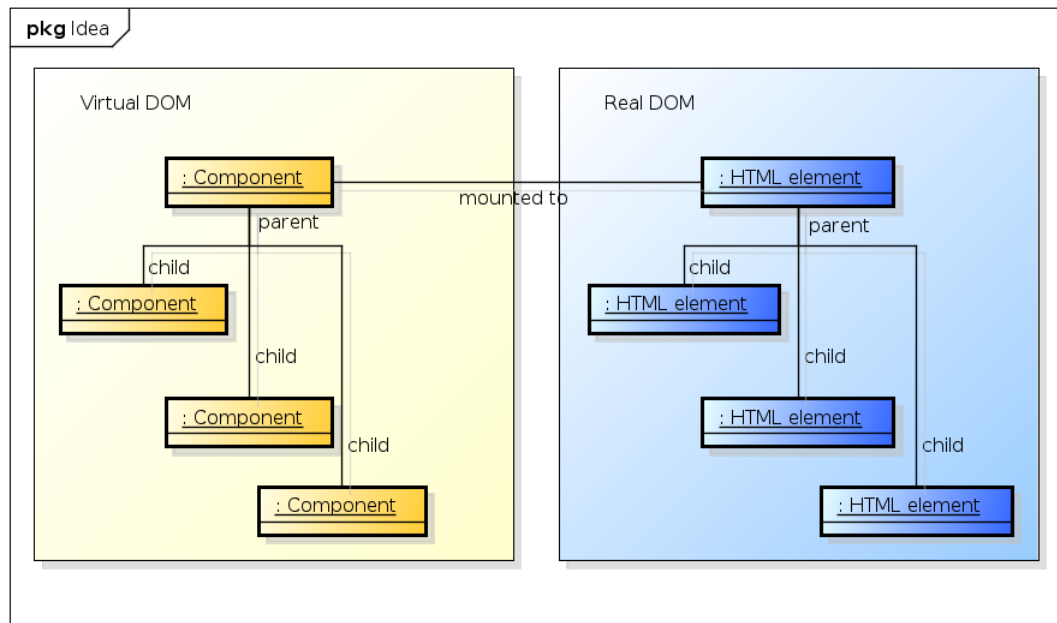 pkg Idea
Virtual DOM
: Component
parent
child
: Component
child
: Component
child
: Component
mounted to
Real DOM
: HTML element
parent
child
: HTML element
child
: HTML element
child
: HTML element